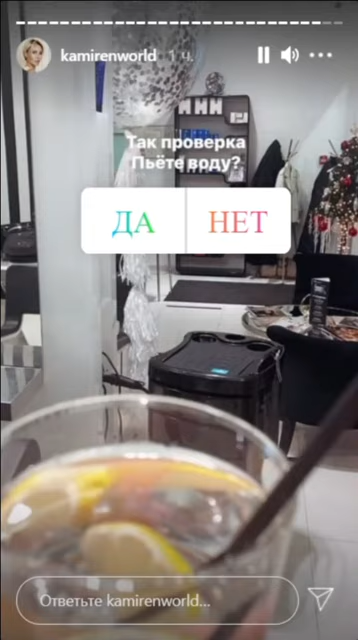 kamirenworld 1 ч.
Так проверка
Пьёте воду?
ДА НЕТ
Ответьте kamirenworld...